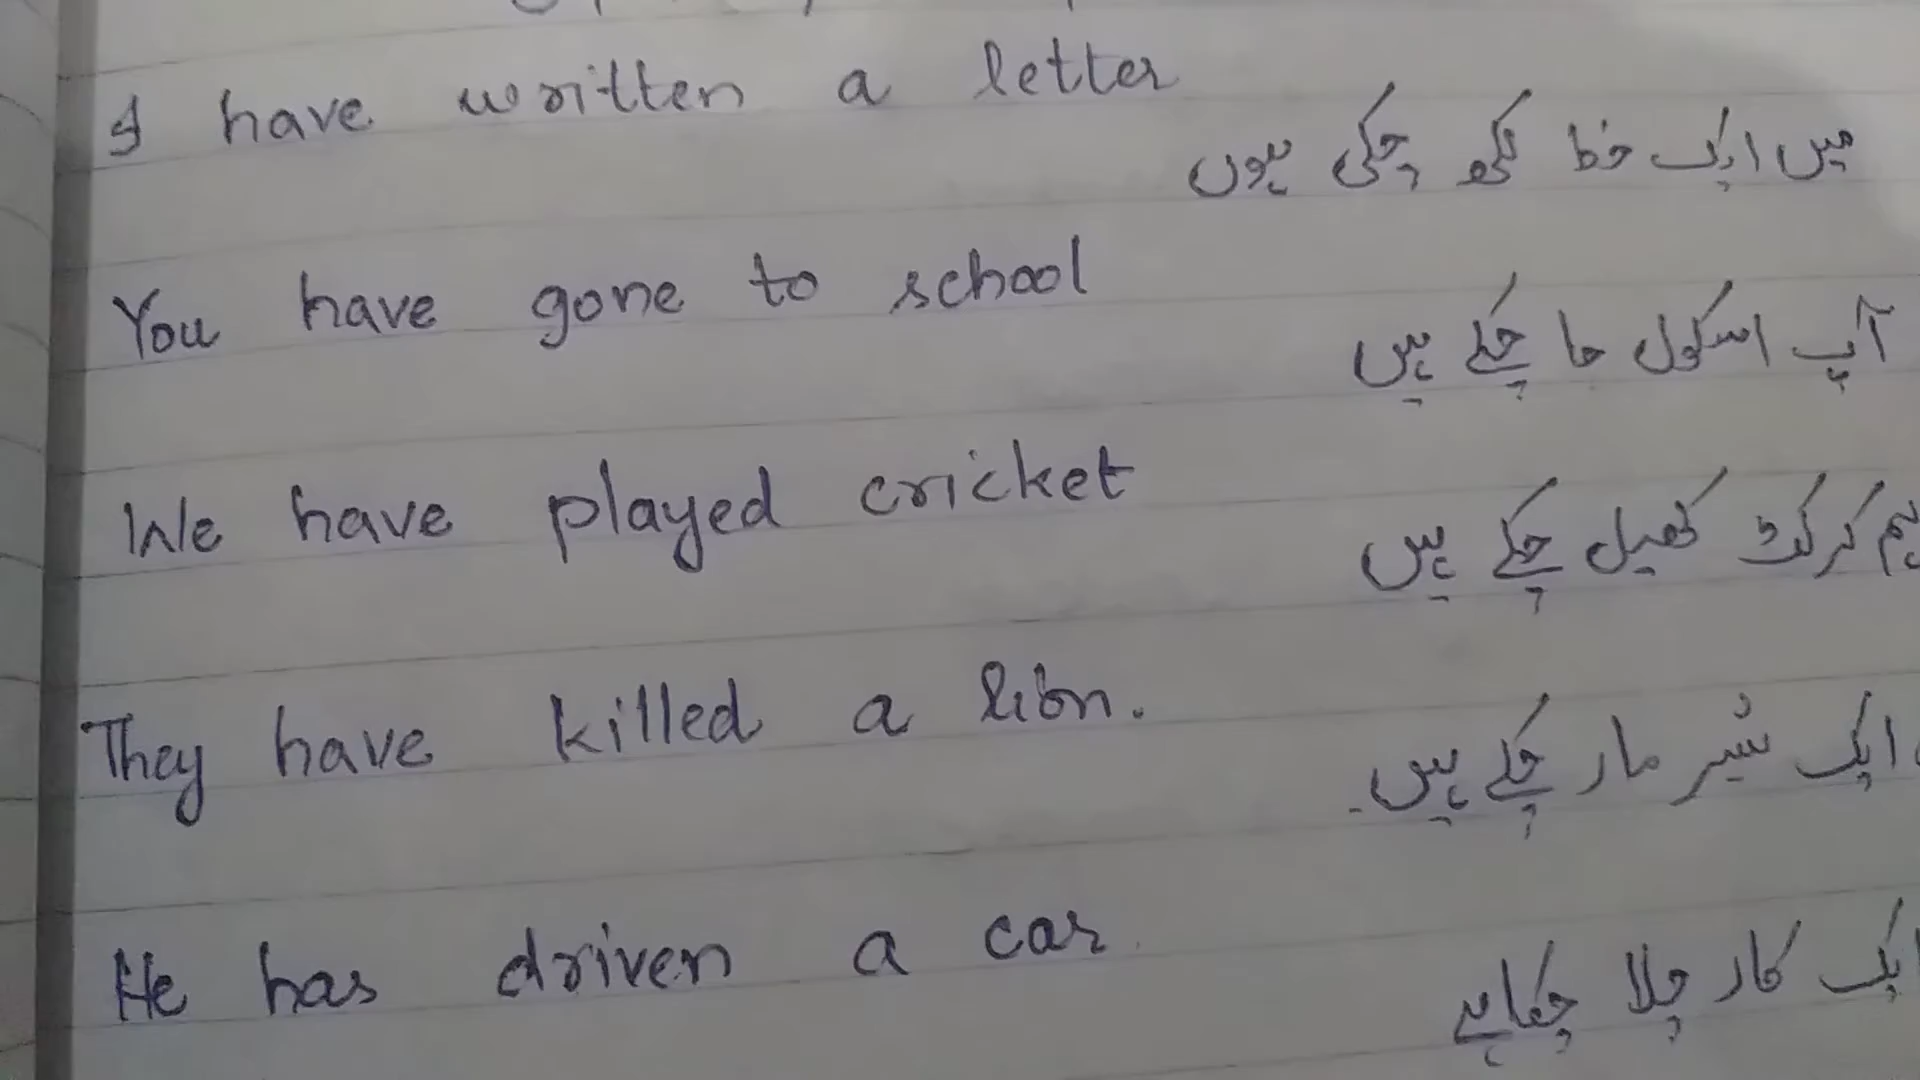 I have written a letter میں ایک خط لکھ چکی ہوں
You have gone to school آپ اسکول جا چکے ہیں
We have played cricket ہم کرکٹ کھیل چکے ہیں
They have killed a lion. ایک شیر مار چکے ہیں۔
He has driven a car ایک کار چلا چکا ہے